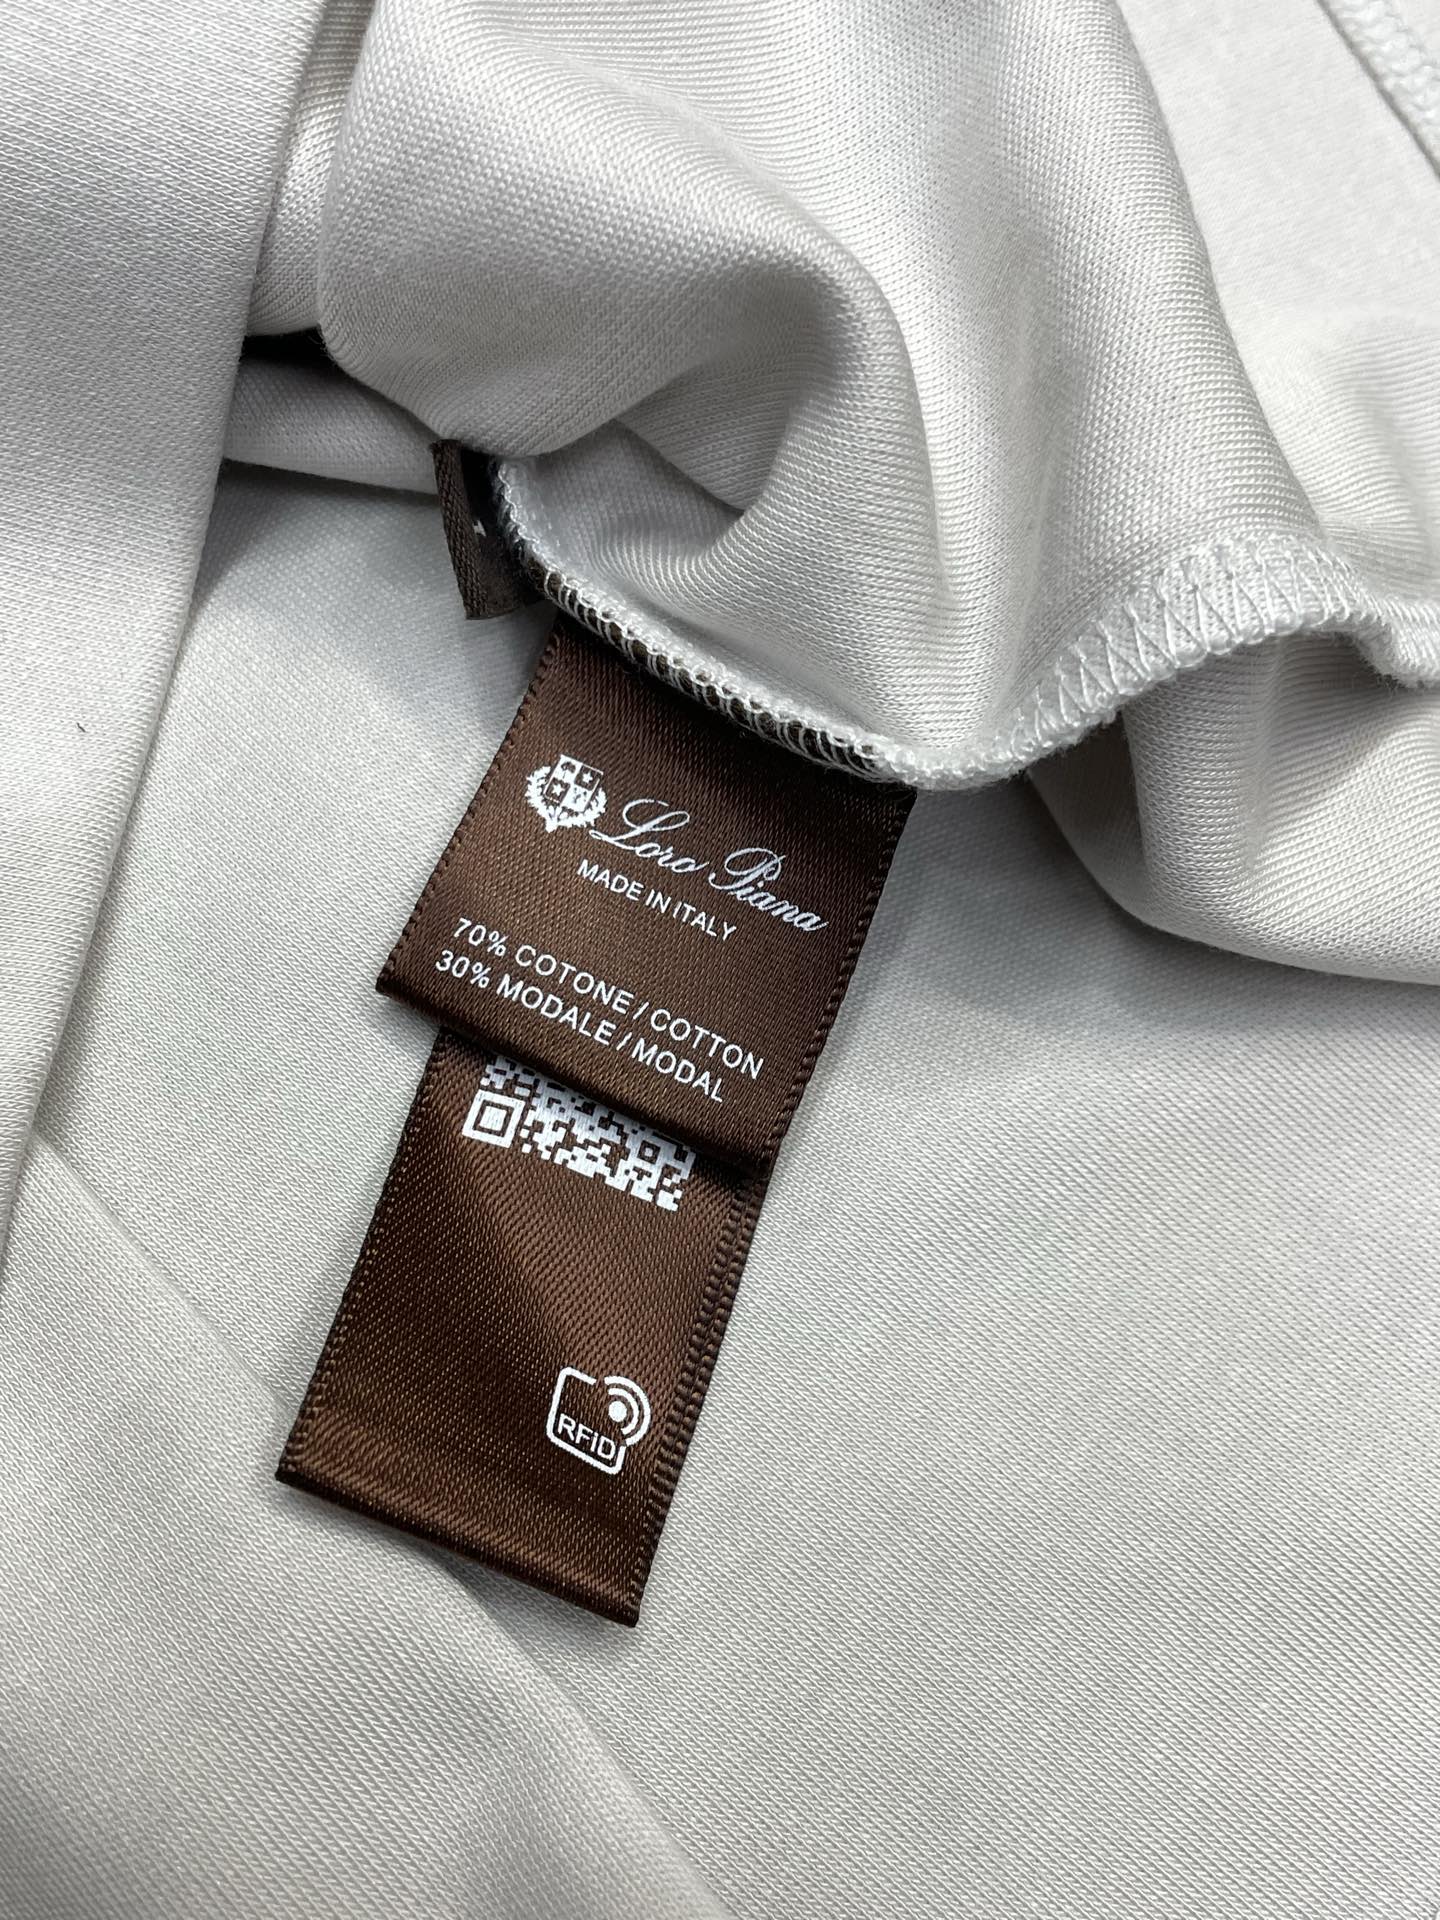 Loro Piana
MADE IN ITALY
70% COTONE / COTTON
30% MODALE / MODAL
RFiD